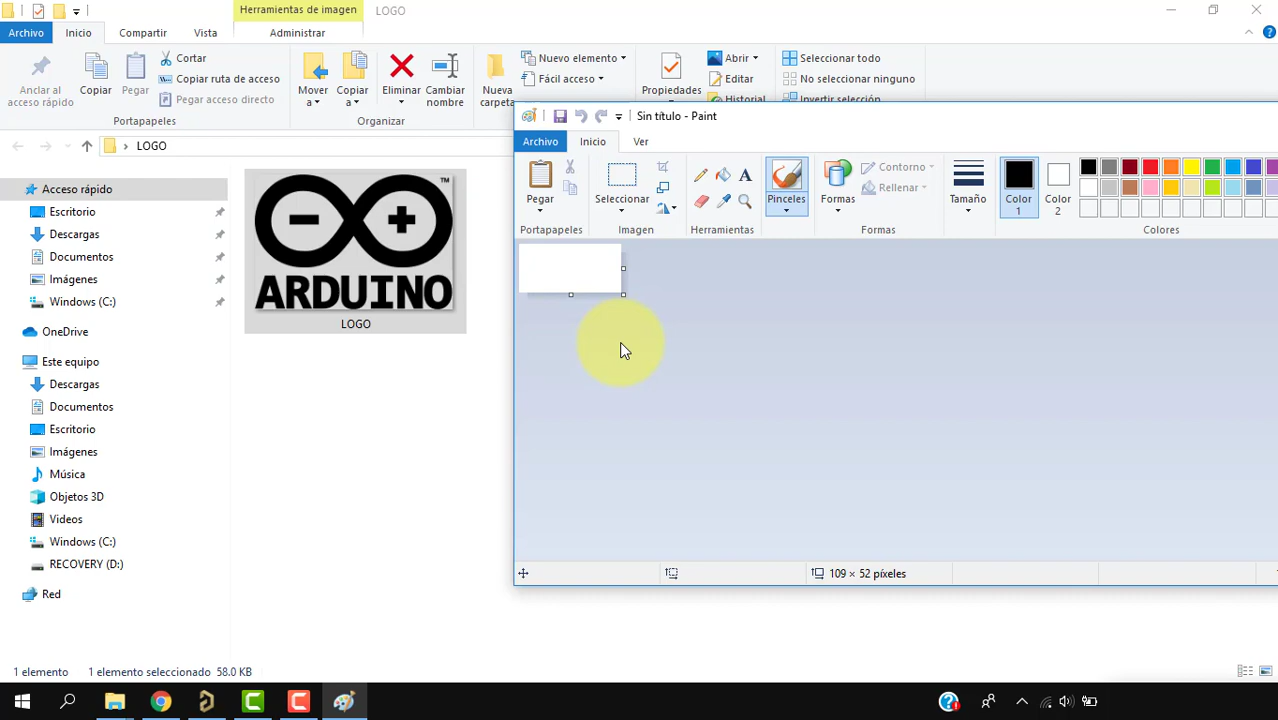 Herramientas de imagen
LOGO
Archivo
Inicio
Compartir
Vista
Administrar
Anclar al
acceso rápido
Copiar
Pegar
Cortar
Copiar ruta de acceso
Pegar acceso directo
Portapapeles
Mover
a
Copiar
a
Eliminar
Cambiar
nombre
Organizar
Nueva
carpeta
Nuevo elemento
Fácil acceso
Propiedades
Abrir
Editar
Historial
Seleccionar todo
No seleccionar ninguno
Invertir selección
LOGO
Acceso rápido
Escritorio
Descargas
Documentos
Imágenes
Windows (C:)
OneDrive
Este equipo
Descargas
Documentos
Escritorio
Imágenes
Música
Objetos 3D
Videos
Windows (C:)
RECOVERY (D:)
Red
TM
ARDUINO
LOGO
Sin título - Paint
Archivo
Inicio
Ver
Pegar
Portapapeles
Seleccionar
Imagen
A
Herramientas
Pinceles
Formas
Contorno
Rellenar
Formas
Tamaño
Color
1
Color
2
Colores
109 × 52 píxeles
1 elemento
1 elemento seleccionado 58.0 KB